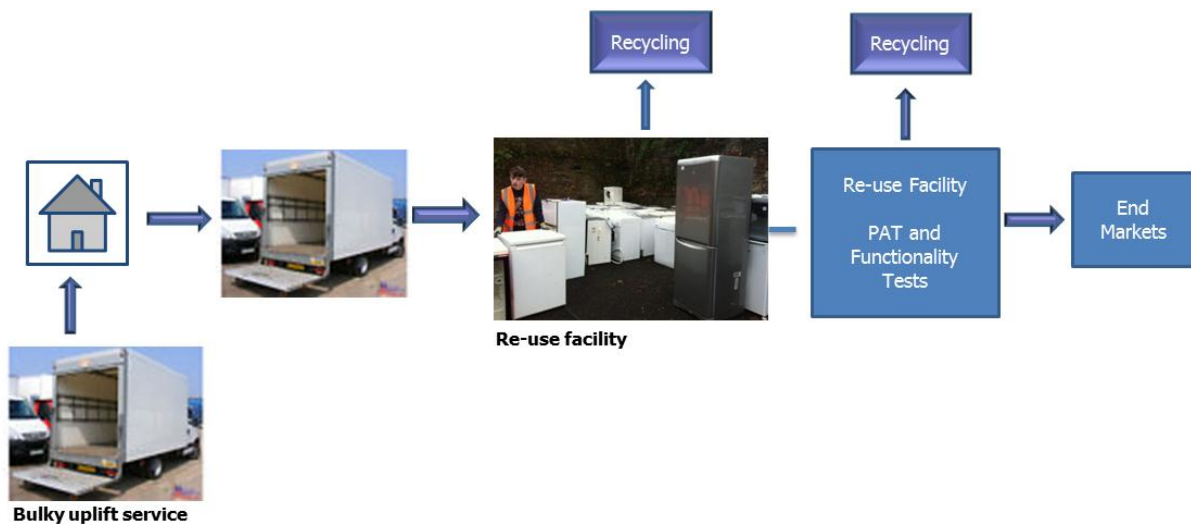 Recycling
Recycling
Re-use Facility
PAT and
Functionality
Tests
End
Markets
Re-use facility
Bulky uplift service